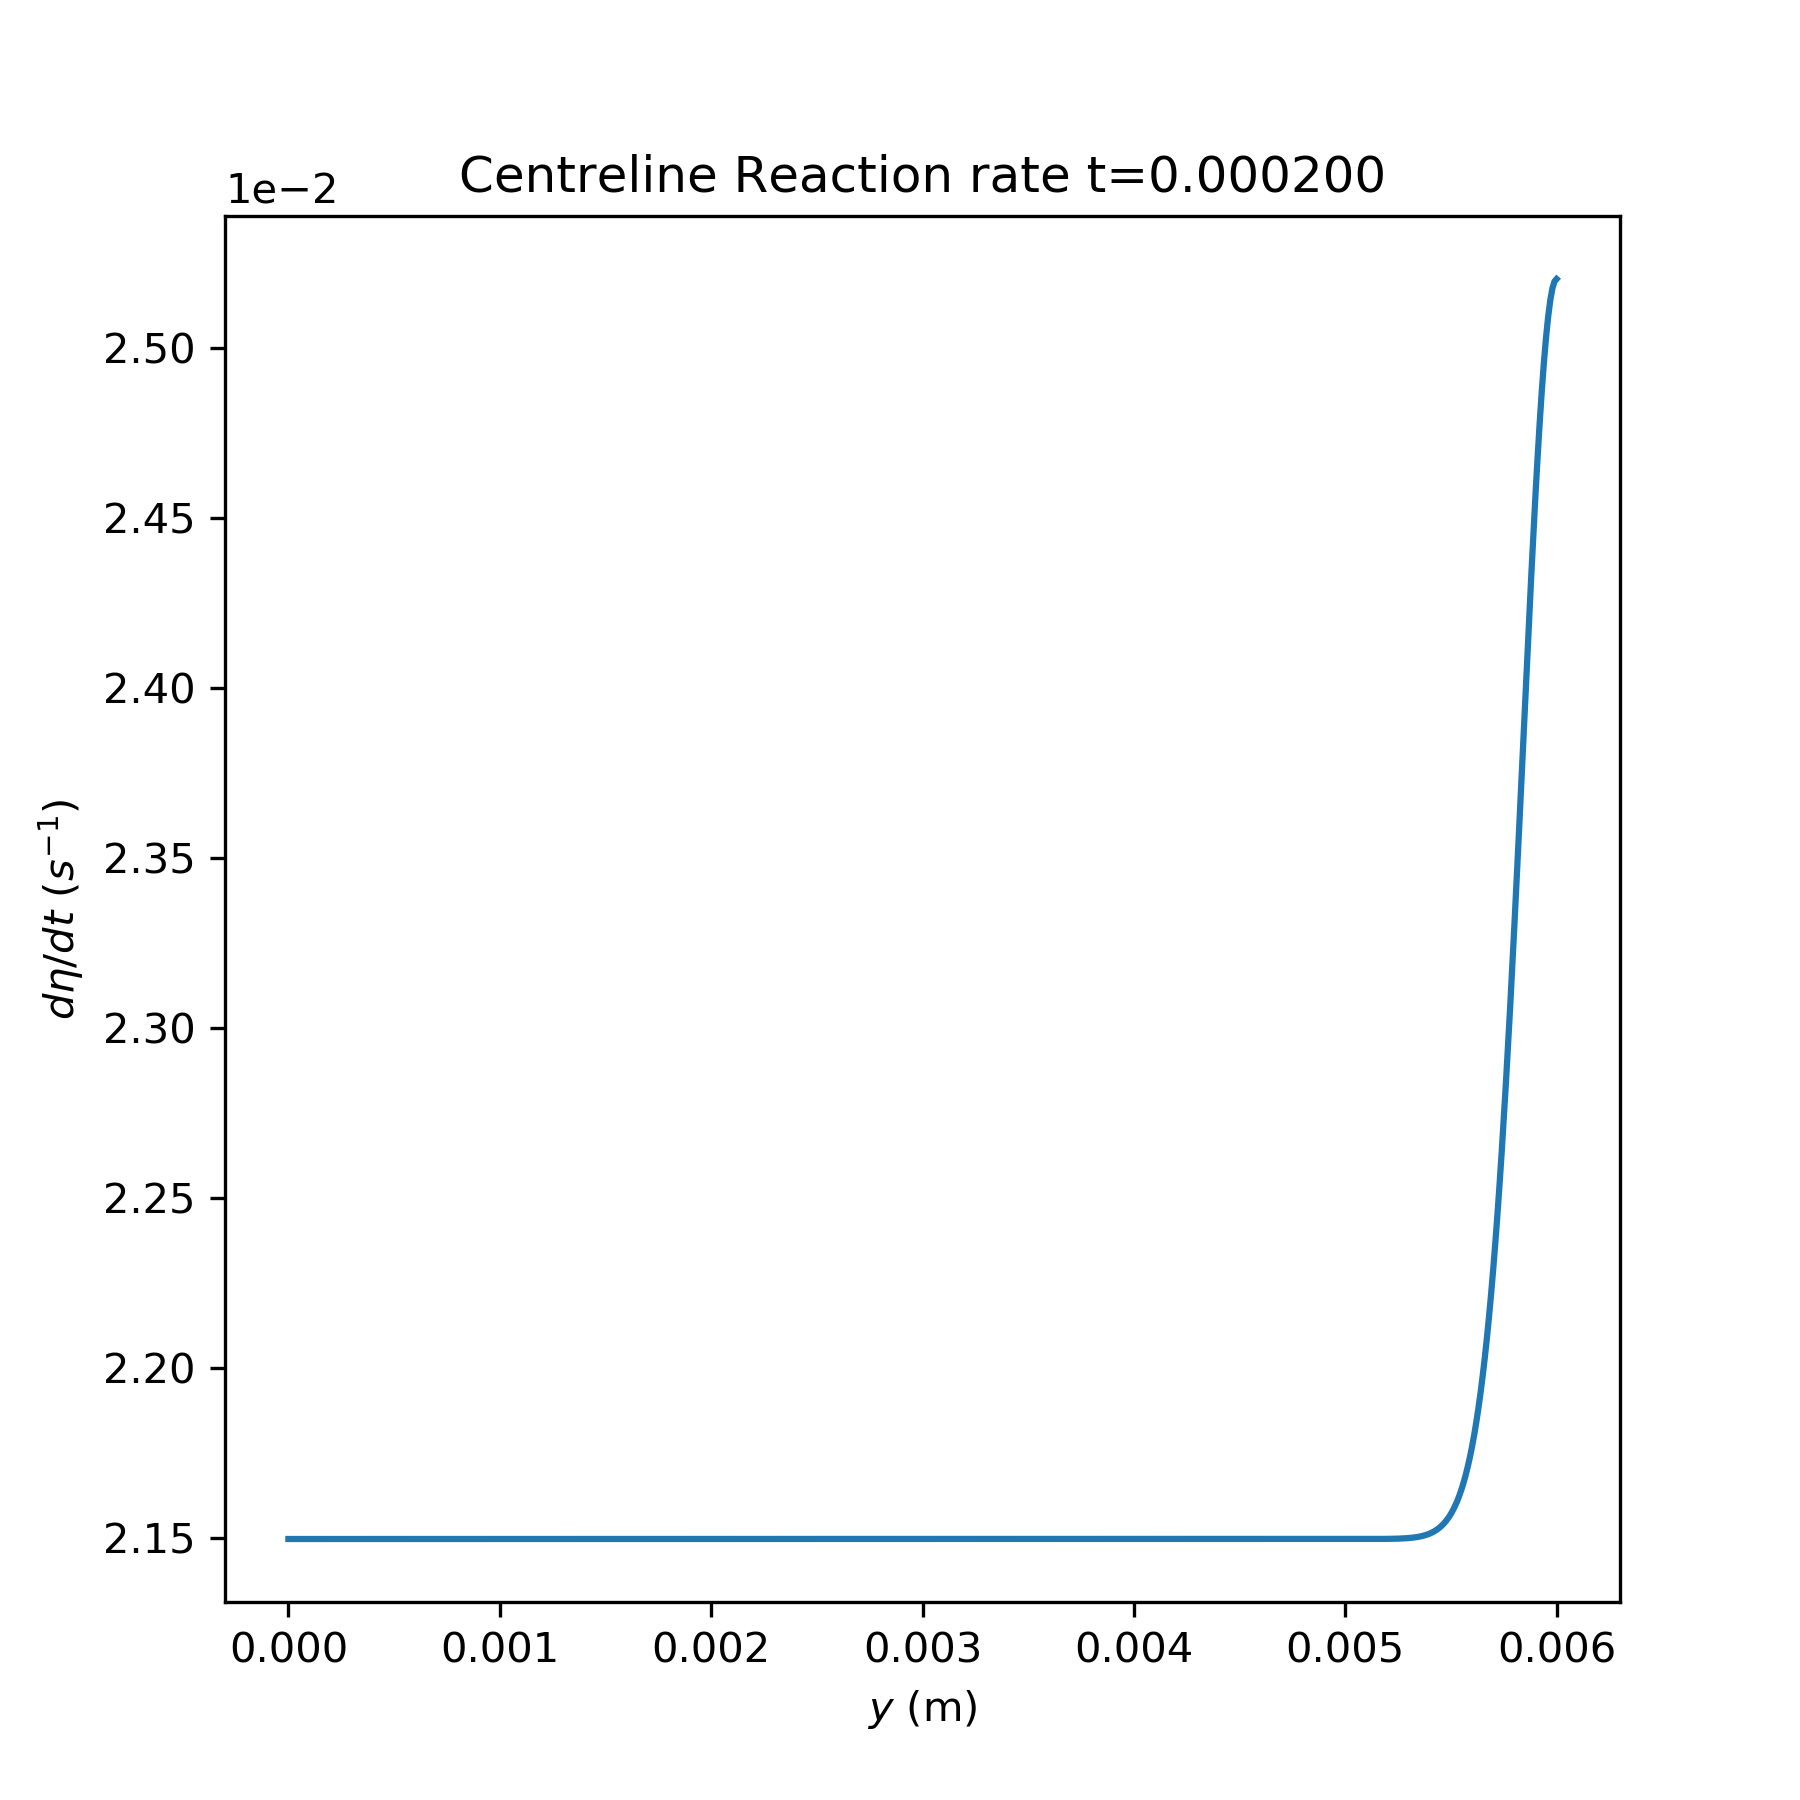 Centreline Reaction rate t=0.000200
1e−2
2.50
2.45
2.40
2.35
2.30
2.25
2.20
2.15
dη/dt (s⁻¹)
0.000 0.001 0.002 0.003 0.004 0.005 0.006
y (m)